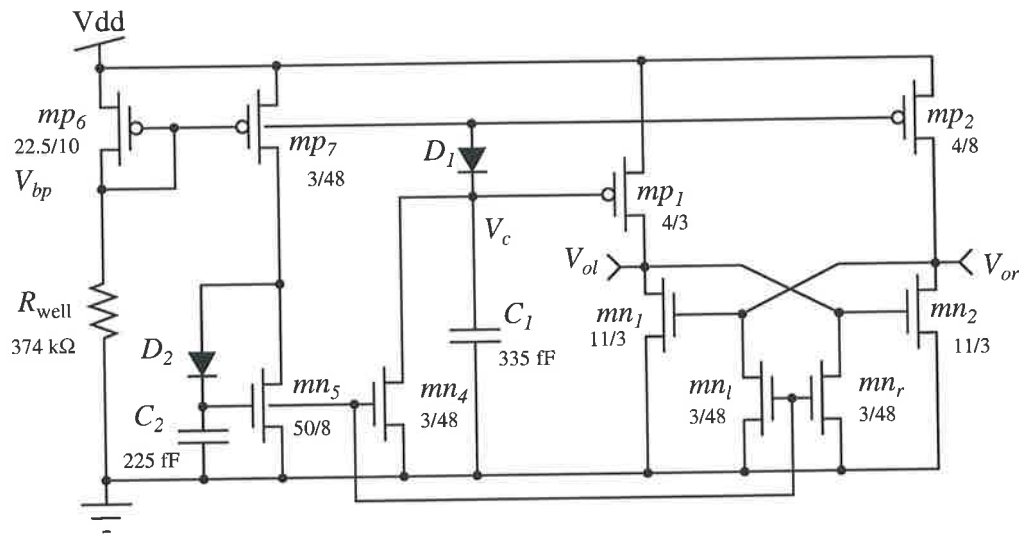 Vdd
mp6
22.5/10
Vbp
mp7
3/48
D1
mp2
4/8
mp1
4/3
Vc
Vol
Vor
Rwell
374 kΩ
D2
C2
225 fF
mn5
50/8
mn4
3/48
C1
335 fF
mn1
11/3
mn2
11/3
mnl
3/48
mnr
3/48